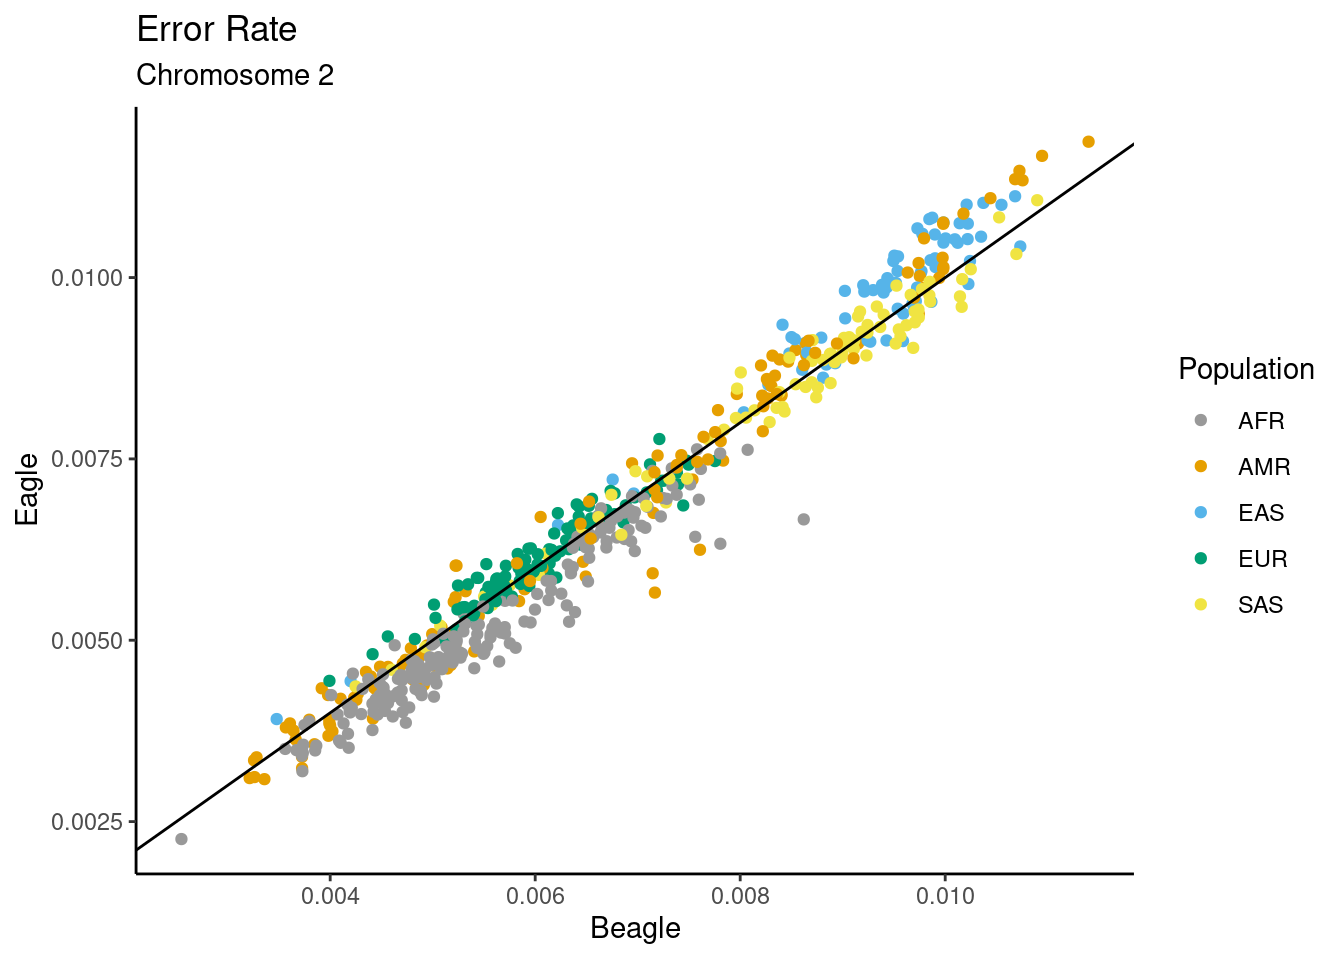 Error Rate
Chromosome 2
Eagle
0.0100
0.0075
0.0050
0.0025
0.004 0.006 0.008 0.010
Beagle
Population
AFR
AMR
EAS
EUR
SAS